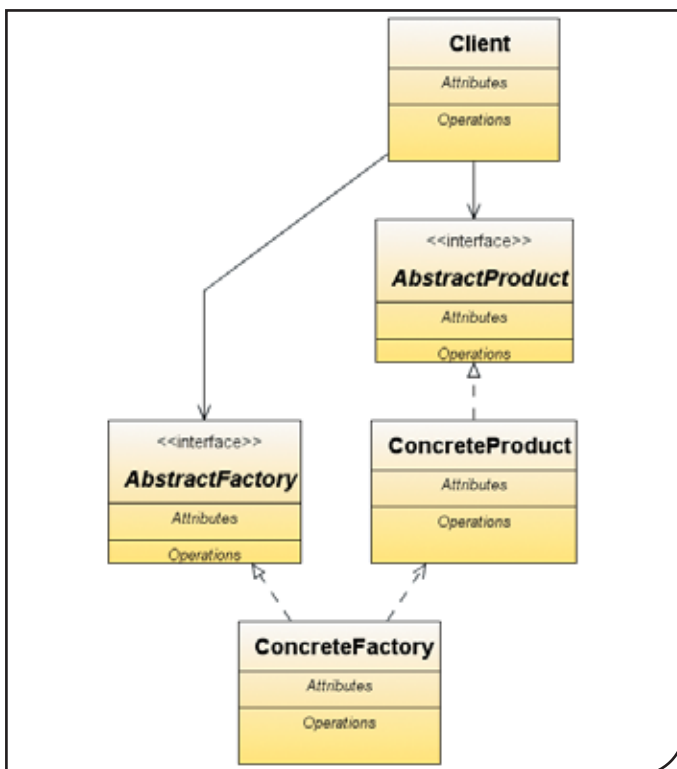 Client
Attributes
Operations
<<interface>>
AbstractProduct
Attributes
Operations
<<interface>>
AbstractFactory
Attributes
Operations
ConcreteProduct
Attributes
Operations
ConcreteFactory
Attributes
Operations